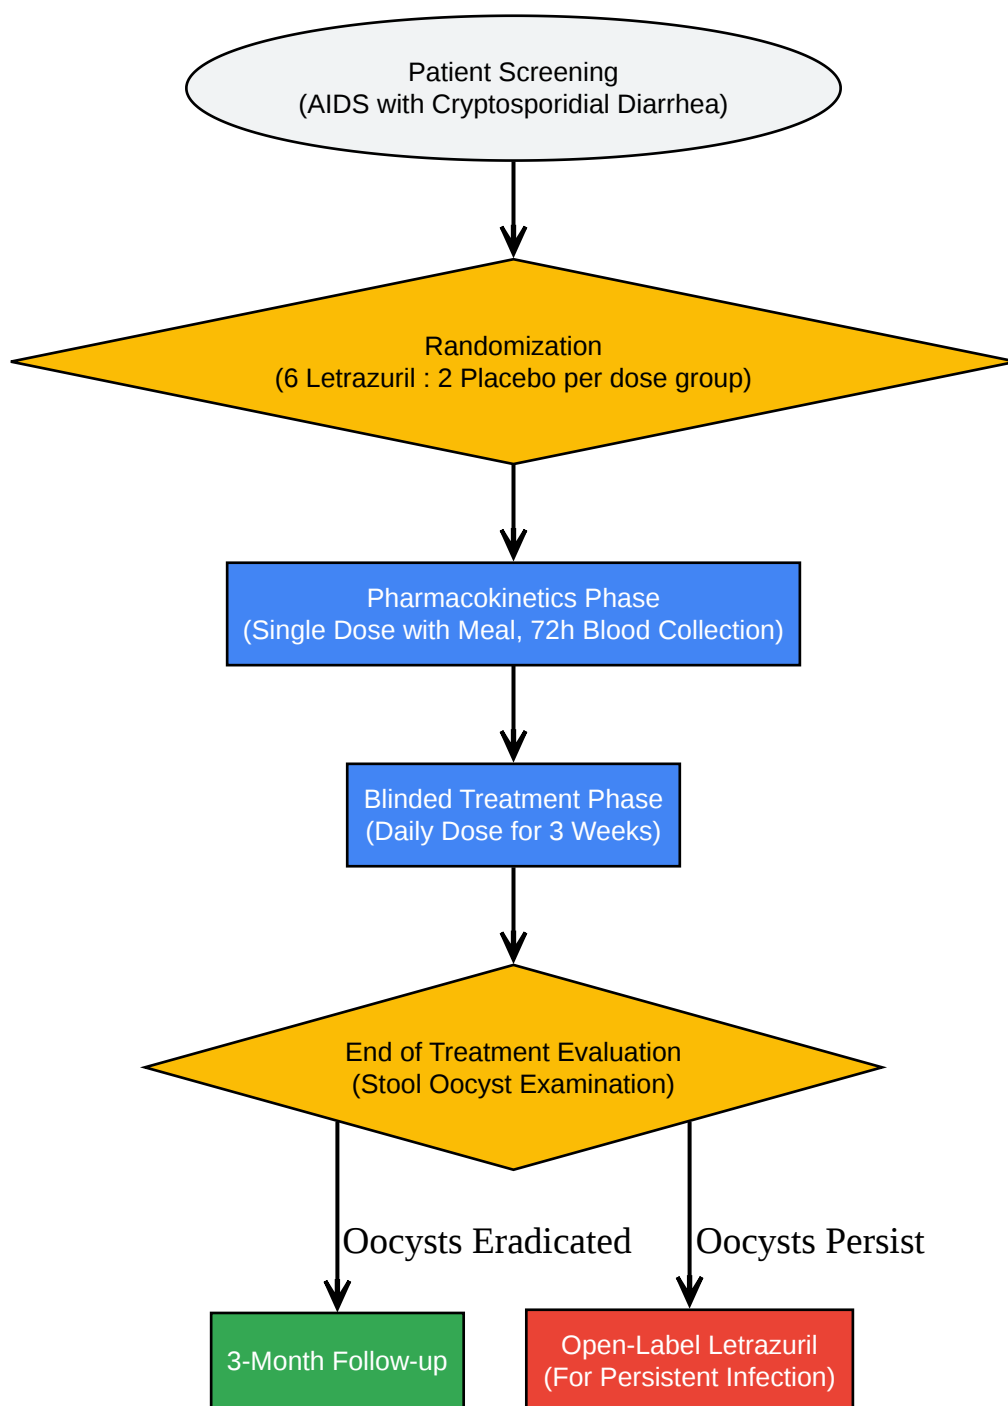 Patient Screening
(AIDS with Cryptosporidial Diarrhea)
Randomization
(6 Letrazuril : 2 Placebo per dose group)
Pharmacokinetics Phase
(Single Dose with Meal, 72h Blood Collection)
Blinded Treatment Phase
(Daily Dose for 3 Weeks)
End of Treatment Evaluation
(Stool Oocyst Examination)
Oocysts Eradicated
Oocysts Persist
3-Month Follow-up
Open-Label Letrazuril
(For Persistent Infection)